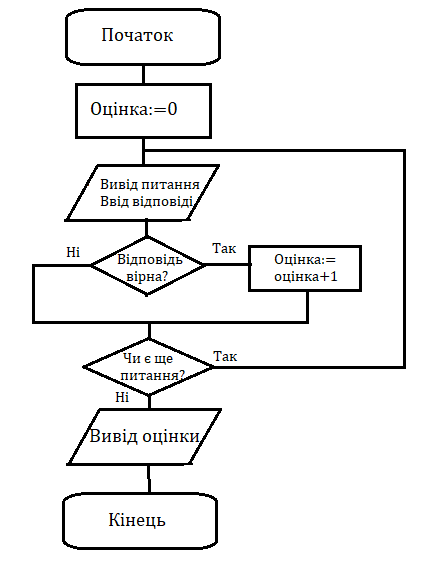 Початок
Оцінка:=0
Вивід питання
Ввід відповіді
Ні
Відповідь
вірна?
Так
Оцінка:=
оцінка+1
Чи є ще
питання?
Так
Ні
Вивід оцінки
Кінець